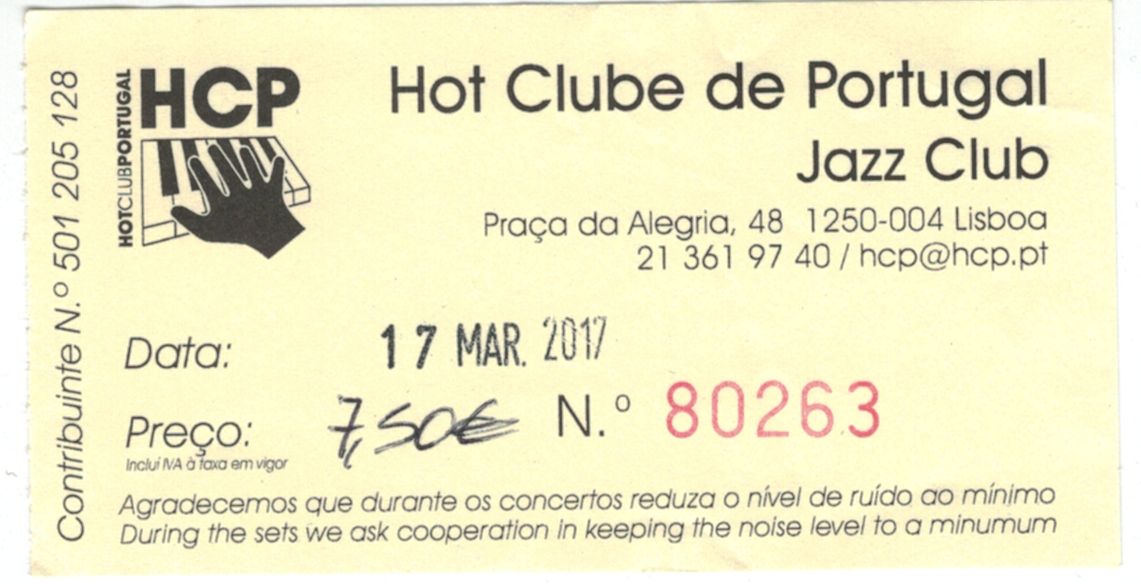 Contribuinte N.º 501 205 128
HOTCLUBPORTUGAL
HCP
Hot Clube de Portugal
Jazz Club
Praça da Alegria, 48 1250-004 Lisboa
21 361 97 40 / hcp@hcp.pt
Data: 17 MAR. 2017
Preço: 7,50€ N.º 80263
Inclui IVA à taxa em vigor
Agradecemos que durante os concertos reduza o nível de ruído ao mínimo
During the sets we ask cooperation in keeping the noise level to a minumum